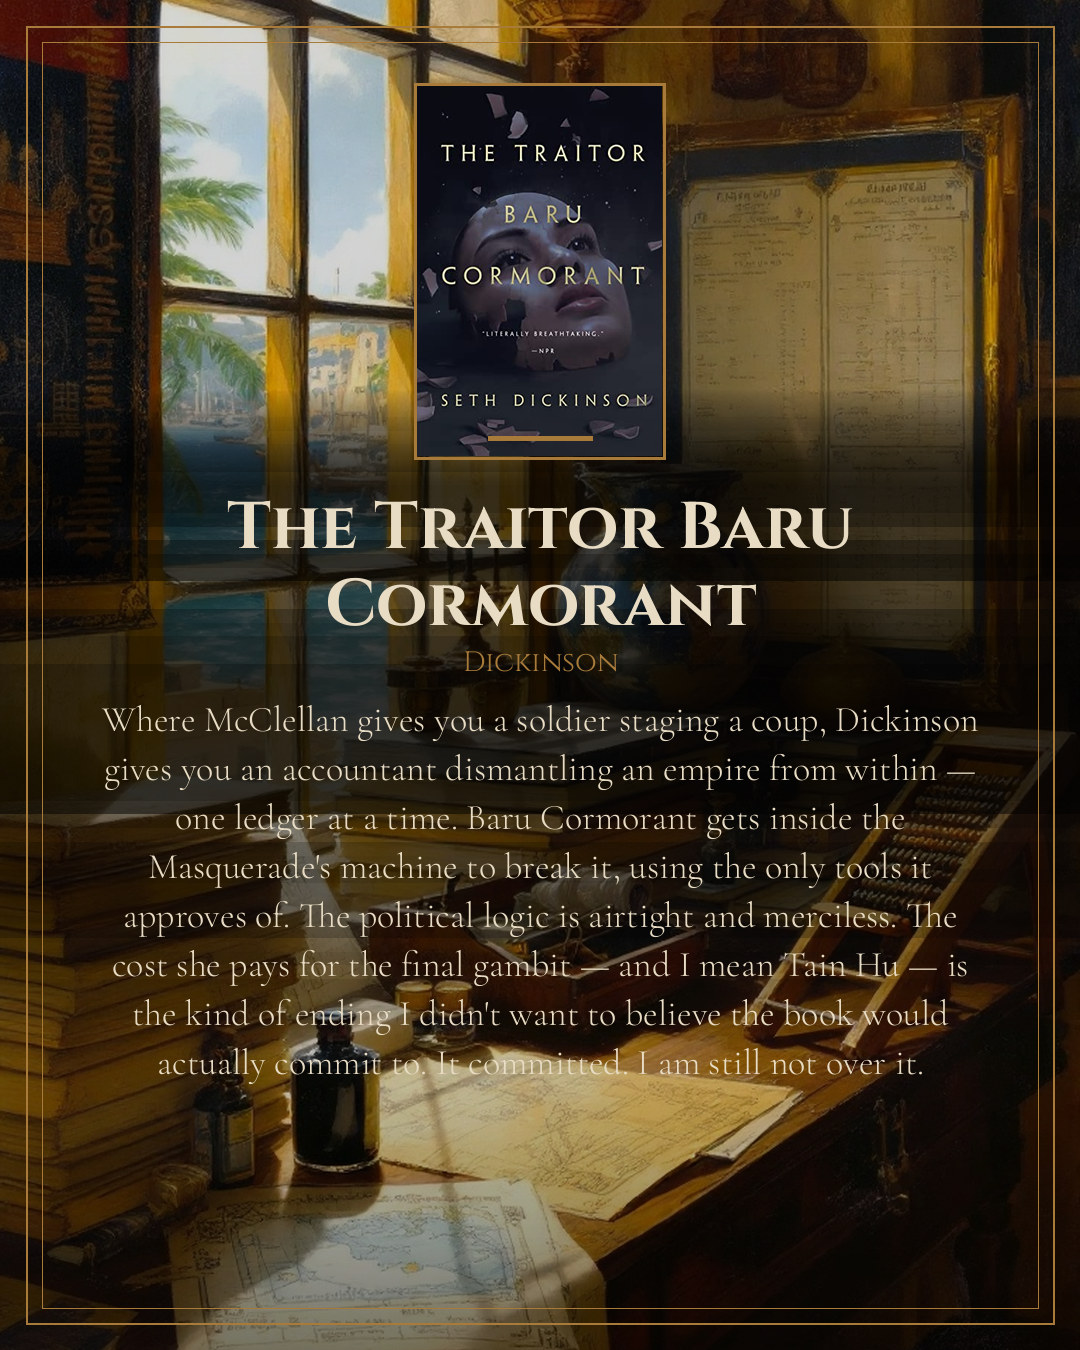 THE TRAITOR
BARU
CORMORANT
"LITERALLY BREATHTAKING."
—NPR
SETH DICKINSON
THE TRAITOR BARU
CORMORANT
DICKINSON
Where McClellan gives you a soldier staging a coup, Dickinson
gives you an accountant dismantling an empire from within —
one ledger at a time. Baru Cormorant gets inside the
Masquerade's machine to break it, using the only tools it
approves of. The political logic is airtight and merciless. The
cost she pays for the final gambit — and I mean Tain Hu — is
the kind of ending I didn't want to believe the book would
actually commit to. It committed. I am still not over it.